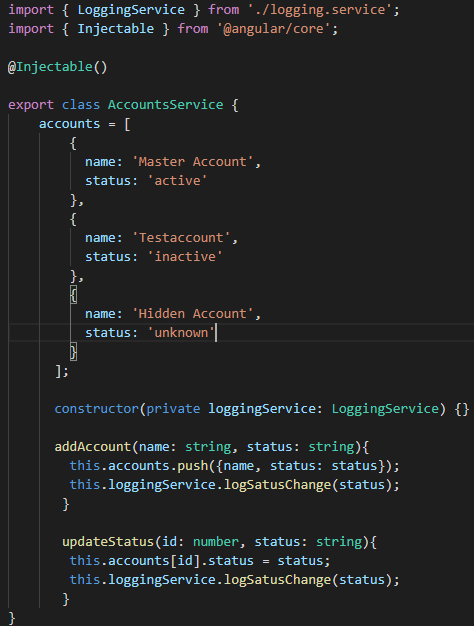 import { LoggingService } from './logging.service';
import { Injectable } from '@angular/core';
@Injectable()
export class AccountsService {
accounts = [
{
name: 'Master Account',
status: 'active'
},
{
name: 'Testaccount',
status: 'inactive'
},
{
name: 'Hidden Account',
status: 'unknown'
}
];
constructor(private loggingService: LoggingService) {}
addAccount(name: string, status: string){
this.accounts.push({name, status: status});
this.loggingService.logSatusChange(status);
}
updateStatus(id: number, status: string){
this.accounts[id].status = status;
this.loggingService.logSatusChange(status);
}
}